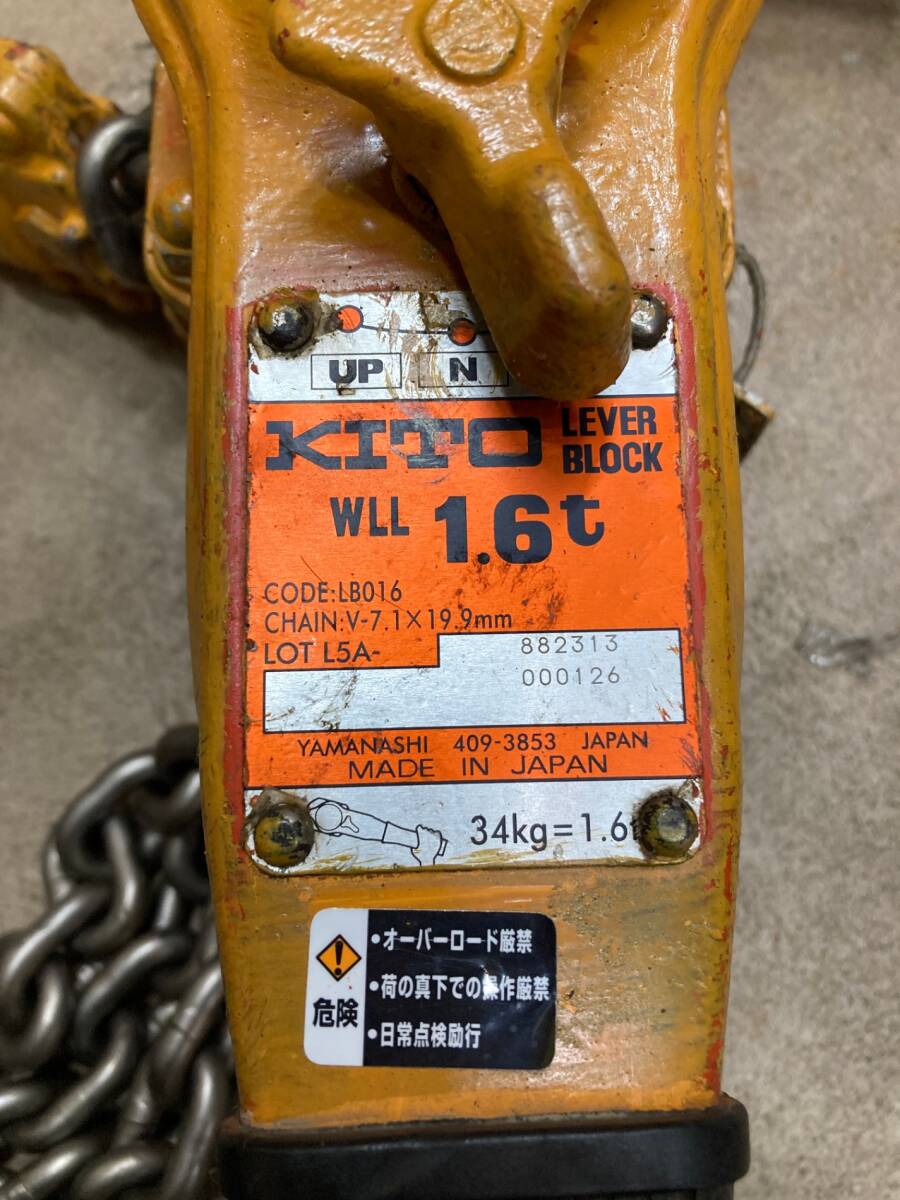 UP N
KITO LEVER BLOCK
WLL 1.6t
CODE:LB016
CHAIN:V-7.1×19.9mm
LOT L5A- 882313
000126
YAMANASHI 409-3853 JAPAN
MADE IN JAPAN
34kg=1.6t
危険
•オーバーロード厳禁
•荷の真下での操作厳禁
•日常点検励行